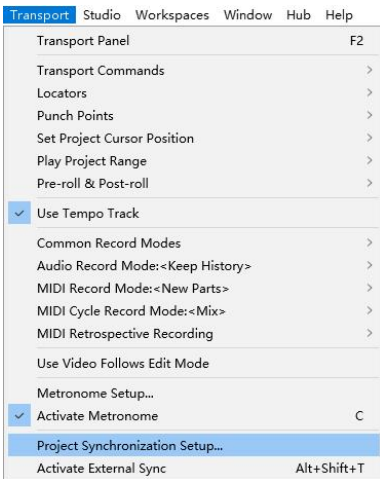 Transport Studio Workspaces Window Hub Help
Transport Panel F2
Transport Commands >
Locators >
Punch Points >
Set Project Cursor Position >
Play Project Range >
Pre-roll & Post-roll >
Use Tempo Track
Common Record Modes >
Audio Record Mode:<Keep History> >
MIDI Record Mode:<New Parts> >
MIDI Cycle Record Mode:<Mix> >
MIDI Retrospective Recording >
Use Video Follows Edit Mode
Metronome Setup...
Activate Metronome C
Project Synchronization Setup...
Activate External Sync Alt+Shift+T